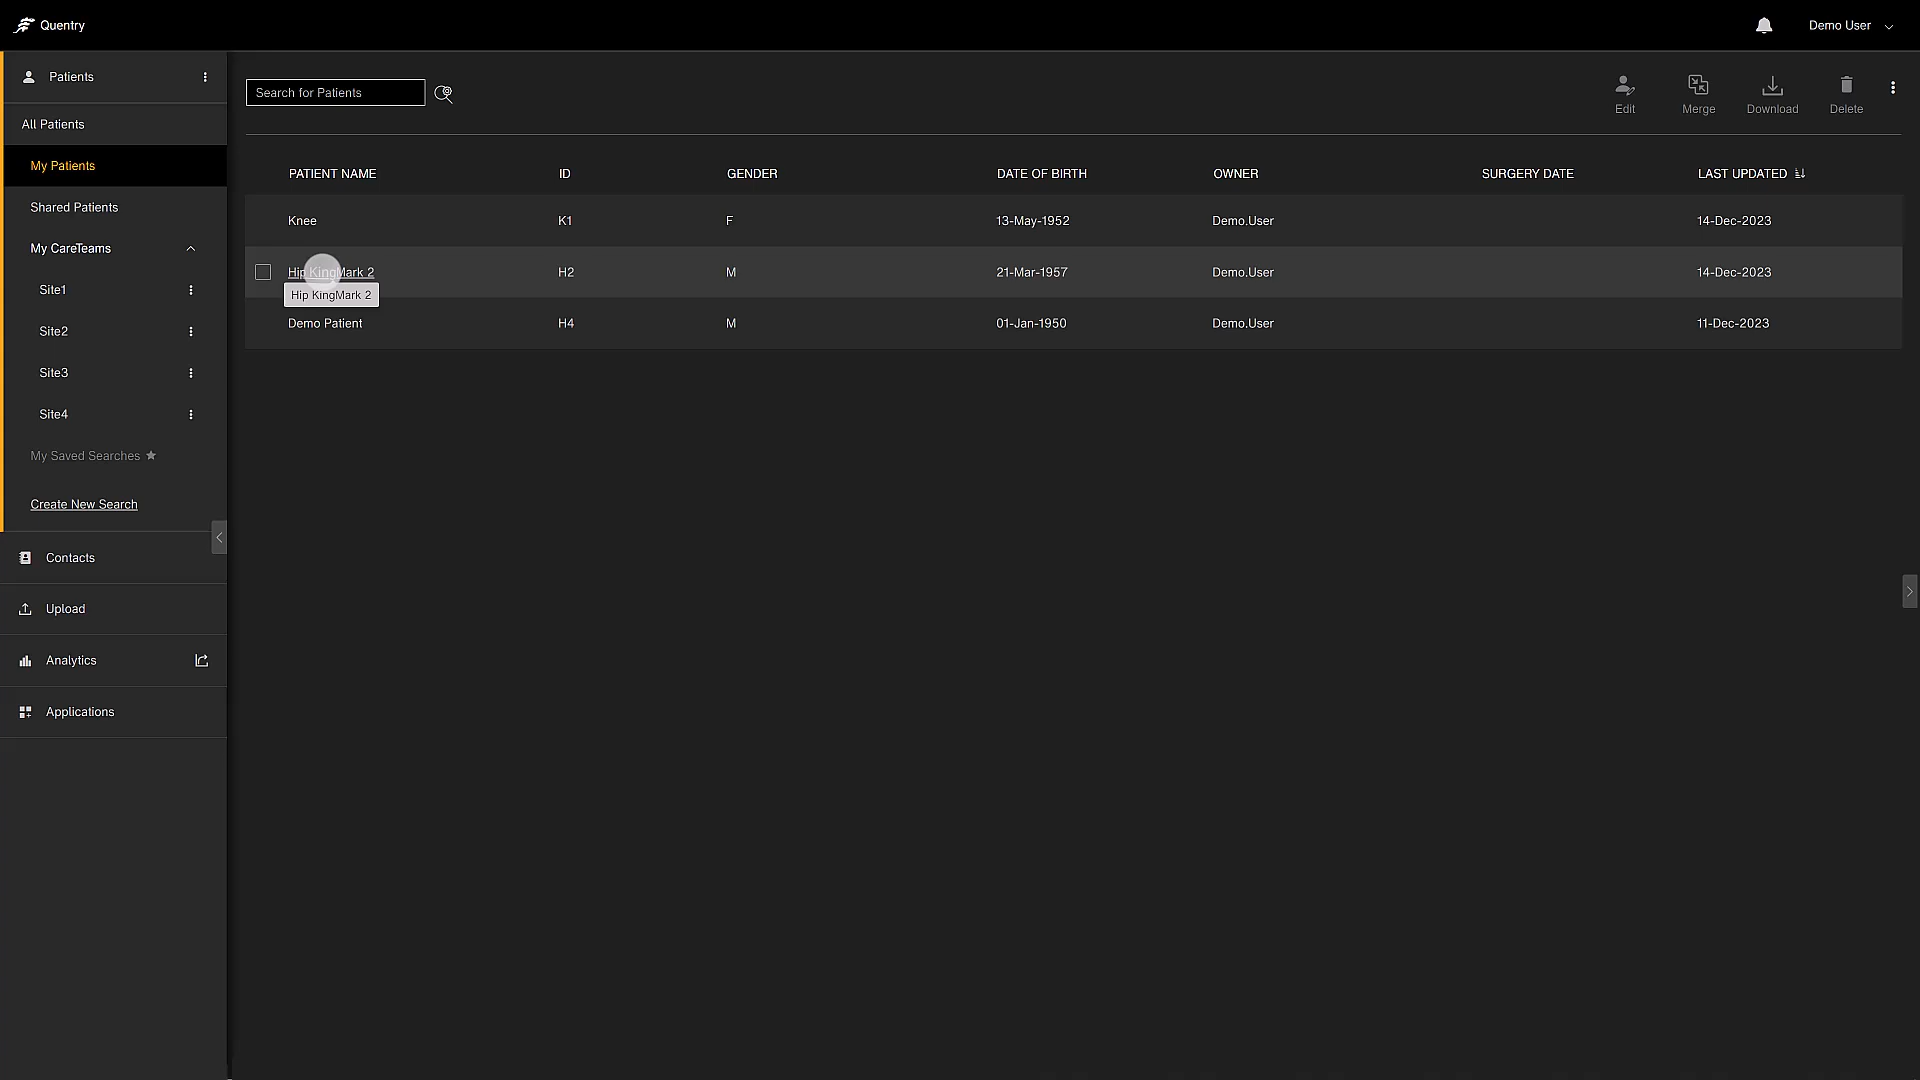 Quentry
Demo User
Patients
All Patients
My Patients
Shared Patients
My CareTeams
Site1
Site2
Site3
Site4
My Saved Searches
Create New Search
Contacts
Upload
Analytics
Applications
Search for Patients
Edit
Merge
Download
Delete
PATIENT NAME ID GENDER DATE OF BIRTH OWNER SURGERY DATE LAST UPDATED
Knee K1 F 13-May-1952 Demo.User 14-Dec-2023
Hip KingMark 2 H2 M 21-Mar-1957 Demo.User 14-Dec-2023
Hip KingMark 2
Demo Patient H4 M 01-Jan-1950 Demo.User 11-Dec-2023